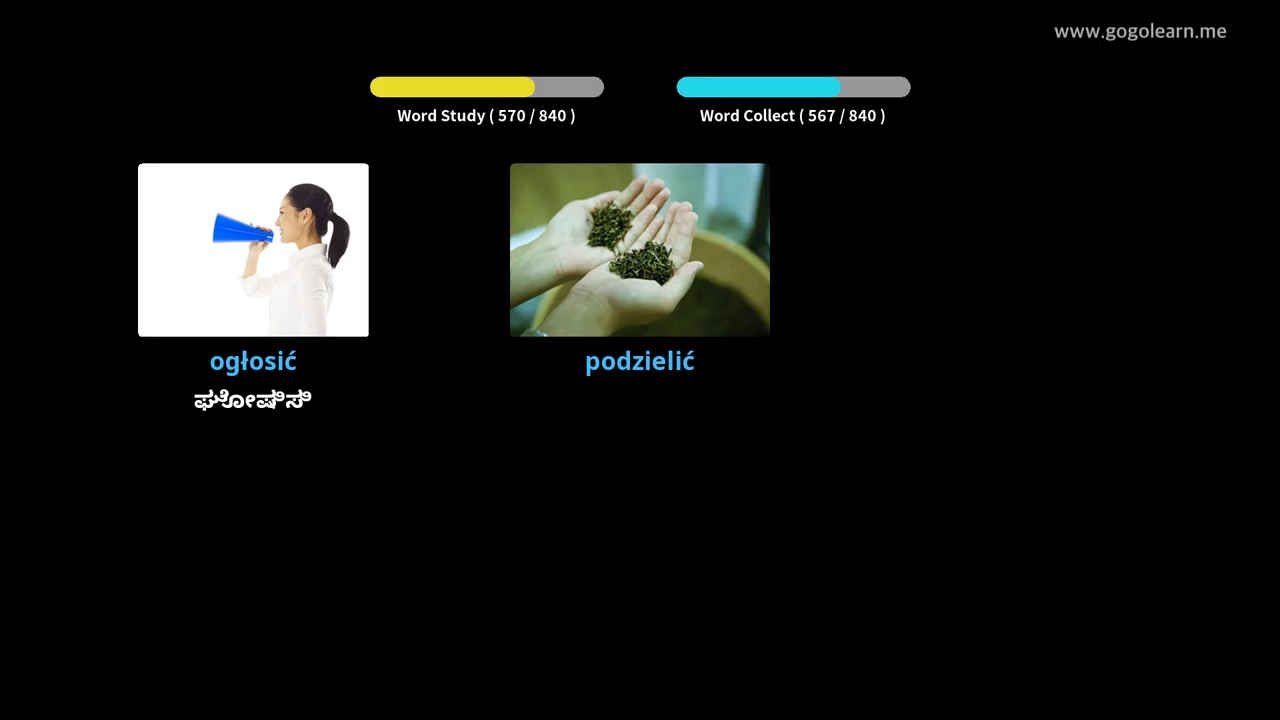 www.gogolearn.me
Word Study ( 570 / 840 )
Word Collect ( 567 / 840 )
ogłosić
podzielić
ಘೋಷಿಸಿ